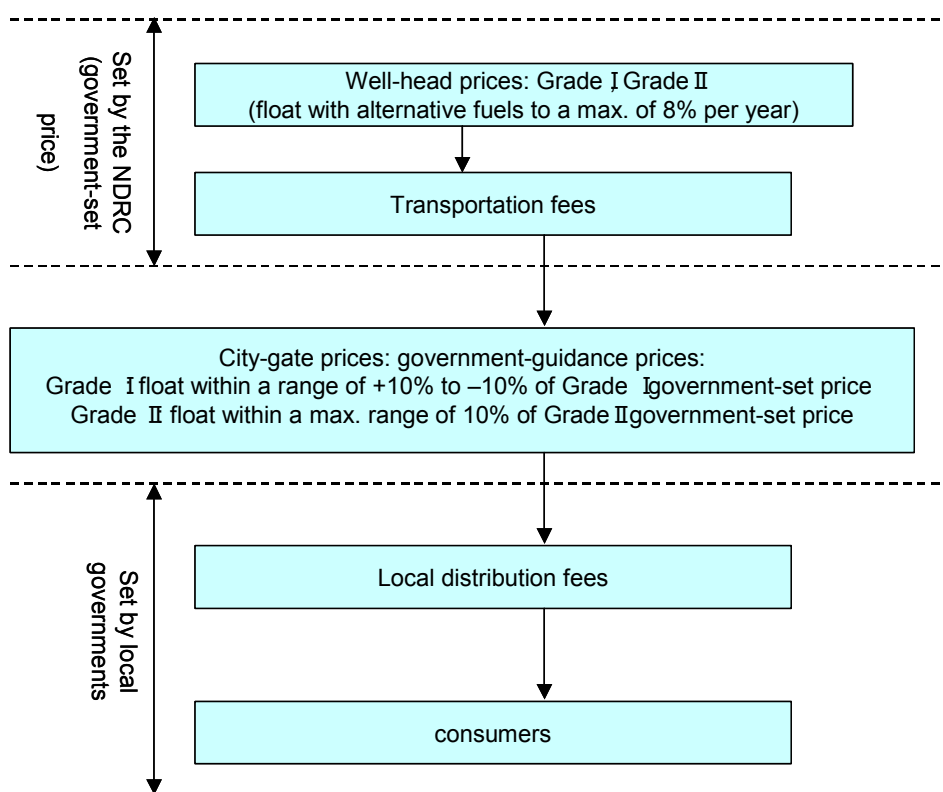 Set by the NDRC
(government-set
price)
Well-head prices: Grade Ⅰ, Grade Ⅱ
(float with alternative fuels to a max. of 8% per year)
Transportation fees
City-gate prices: government-guidance prices:
Grade Ⅰ float within a range of +10% to –10% of Grade Ⅰgovernment-set price
Grade Ⅱ float within a max. range of 10% of Grade Ⅱgovernment-set price
Set by local
governments
Local distribution fees
consumers